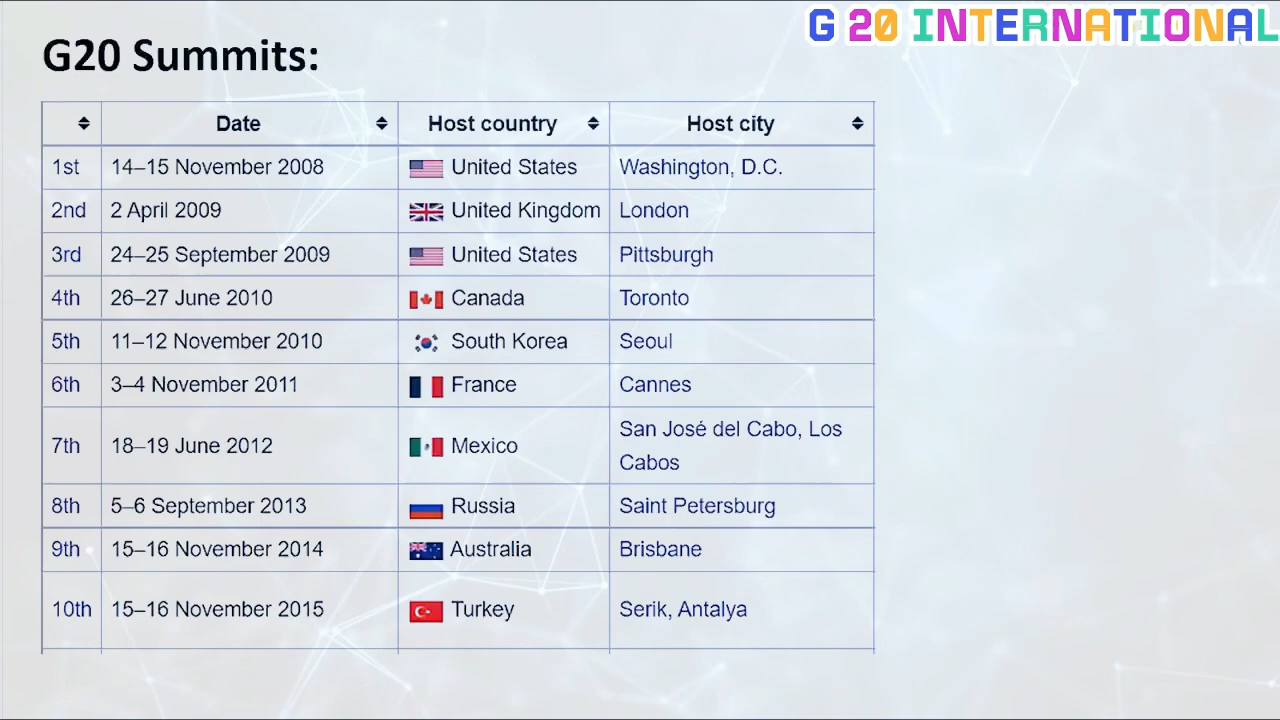 G 20 INTERNATIONAL
G20 Summits:
Date Host country Host city
1st 14–15 November 2008 United States Washington, D.C.
2nd 2 April 2009 United Kingdom London
3rd 24–25 September 2009 United States Pittsburgh
4th 26–27 June 2010 Canada Toronto
5th 11–12 November 2010 South Korea Seoul
6th 3–4 November 2011 France Cannes
7th 18–19 June 2012 Mexico San José del Cabo, Los
Cabos
8th 5–6 September 2013 Russia Saint Petersburg
9th 15–16 November 2014 Australia Brisbane
10th 15–16 November 2015 Turkey Serik, Antalya